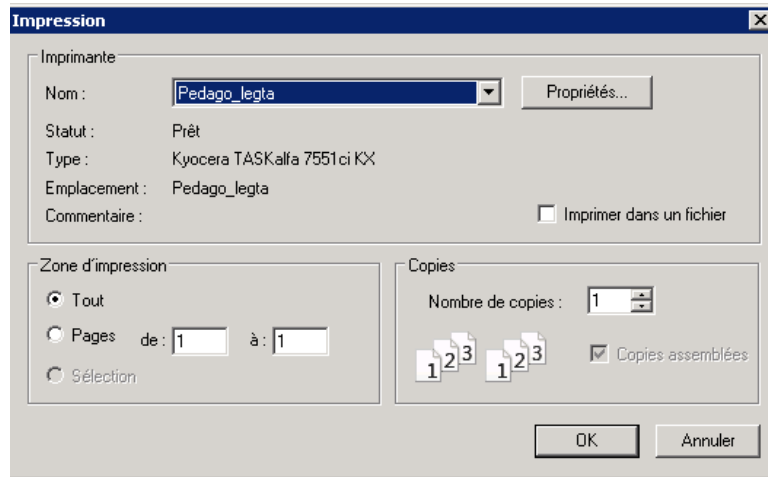 Impression
Imprimante
Nom : Pedago_legta Propriétés...
Statut : Prêt
Type : Kyocera TASKalfa 7551ci KX
Emplacement : Pedago_legta
Commentaire : Imprimer dans un fichier
Zone d'impression
Tout
Pages de : 1 à : 1
Sélection
Copies
Nombre de copies : 1
1 2 3 1 2 3 Copies assemblées
OK Annuler